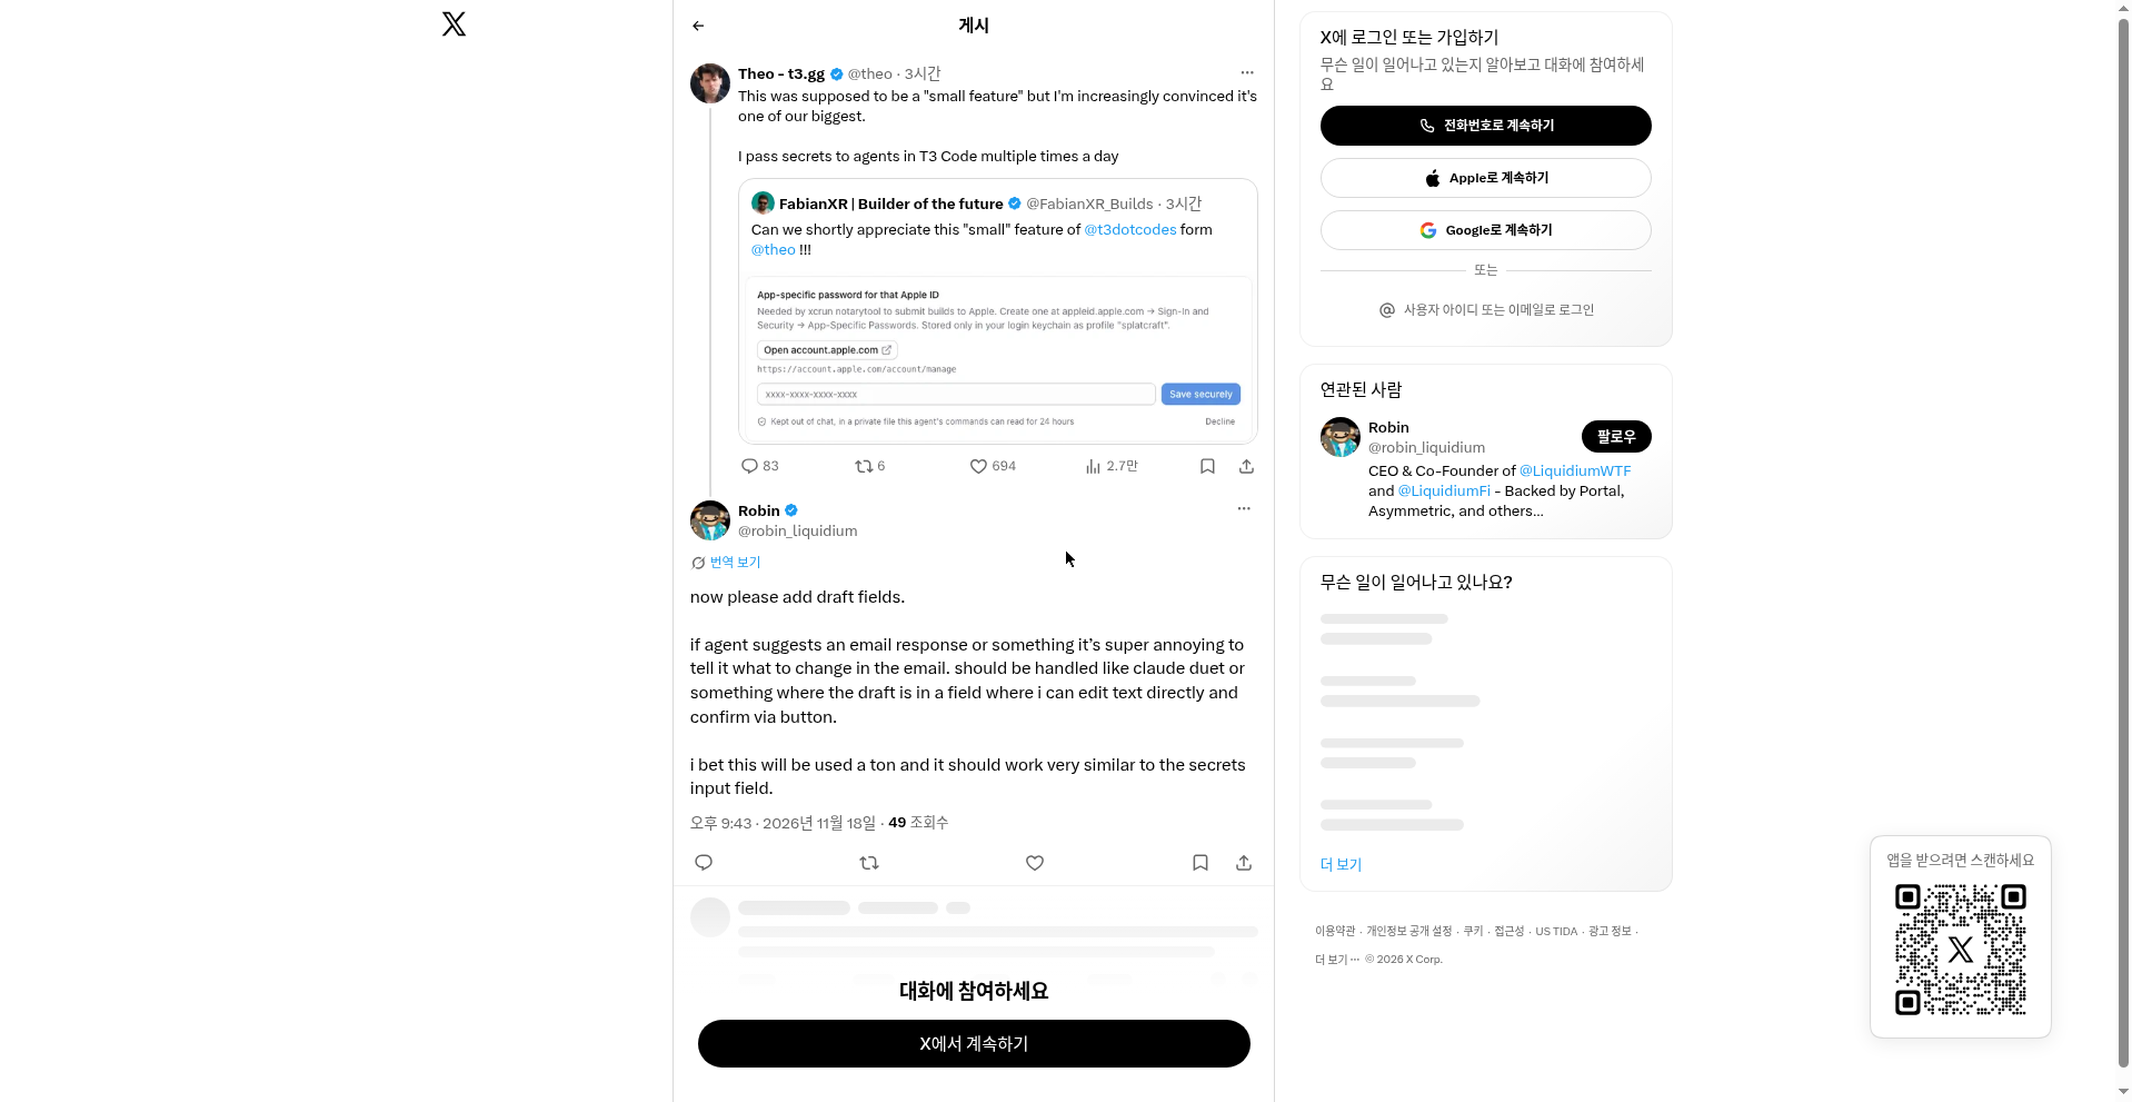 게시
Theo - t3.gg @theo · 3시간
This was supposed to be a "small feature" but I'm increasingly convinced it's
one of our biggest.
I pass secrets to agents in T3 Code multiple times a day
FabianXR | Builder of the future @FabianXR_Builds · 3시간
Can we shortly appreciate this "small" feature of @t3dotcodes form
@theo !!!
App-specific password for that Apple ID
Needed by xcrun notarytool to submit builds to Apple. Create one at appleid.apple.com → Sign-In and
Security → App-Specific Passwords. Stored only in your login keychain as profile "splatcraft".
Open account.apple.com
https://account.apple.com/account/manage
xxxx-xxxx-xxxx-xxxx
Save securely
Kept out of chat, in a private file this agent's commands can read for 24 hours
Decline
83 6 694 2.7만
Robin
@robin_liquidium
번역 보기
now please add draft fields.
if agent suggests an email response or something it’s super annoying to
tell it what to change in the email. should be handled like claude duet or
something where the draft is in a field where i can edit text directly and
confirm via button.
i bet this will be used a ton and it should work very similar to the secrets
input field.
오후 9:43 · 2026년 11월 18일 · 49 조회수
대화에 참여하세요
X에서 계속하기
X에 로그인 또는 가입하기
무슨 일이 일어나고 있는지 알아보고 대화에 참여하세
요
전화번호로 계속하기
Apple로 계속하기
Google로 계속하기
또는
사용자 아이디 또는 이메일로 로그인
연관된 사람
Robin
@robin_liquidium
팔로우
CEO & Co-Founder of @LiquidiumWTF
and @LiquidiumFi - Backed by Portal,
Asymmetric, and others...
무슨 일이 일어나고 있나요?
더 보기
이용약관 · 개인정보 공개 설정 · 쿠키 · 접근성 · US TIDA · 광고 정보 ·
더 보기 ··· © 2026 X Corp.
앱을 받으려면 스캔하세요